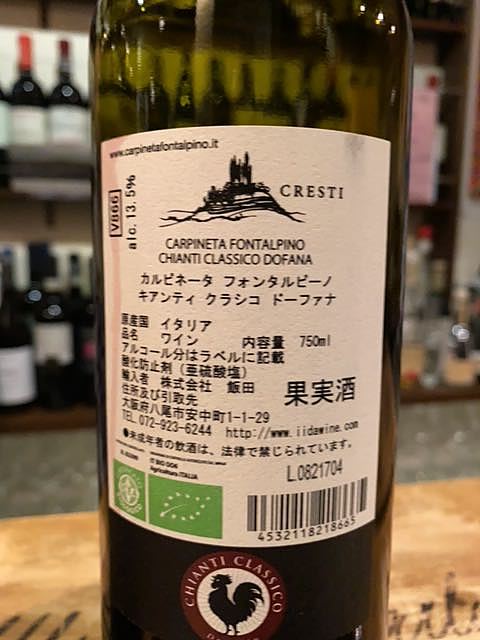 www.carpinetafontalpino.it
V866
alc. 13.5%
CRESTI
CARPINETA FONTALPINO
CHIANTI CLASSICO DOFANA
カルピネータ フォンタルピーノ
キアンティ クラシコ ドーファナ
原産国 イタリア
品名 ワイン 内容量 750ml
アルコール分はラベルに記載
酸化防止剤(亜硫酸塩)
輸入者 株式会社 飯田 果実酒
住所及び引取先
大阪府八尾市安中町1-1-29
TEL.072-923-6244 http://www.iidawine.com
●未成年者の飲酒は、法律で禁じられています。
IT BIO 004
Agricoltura ITALIA
L.0821704
4532118218665
CHIANTI CLASSICO